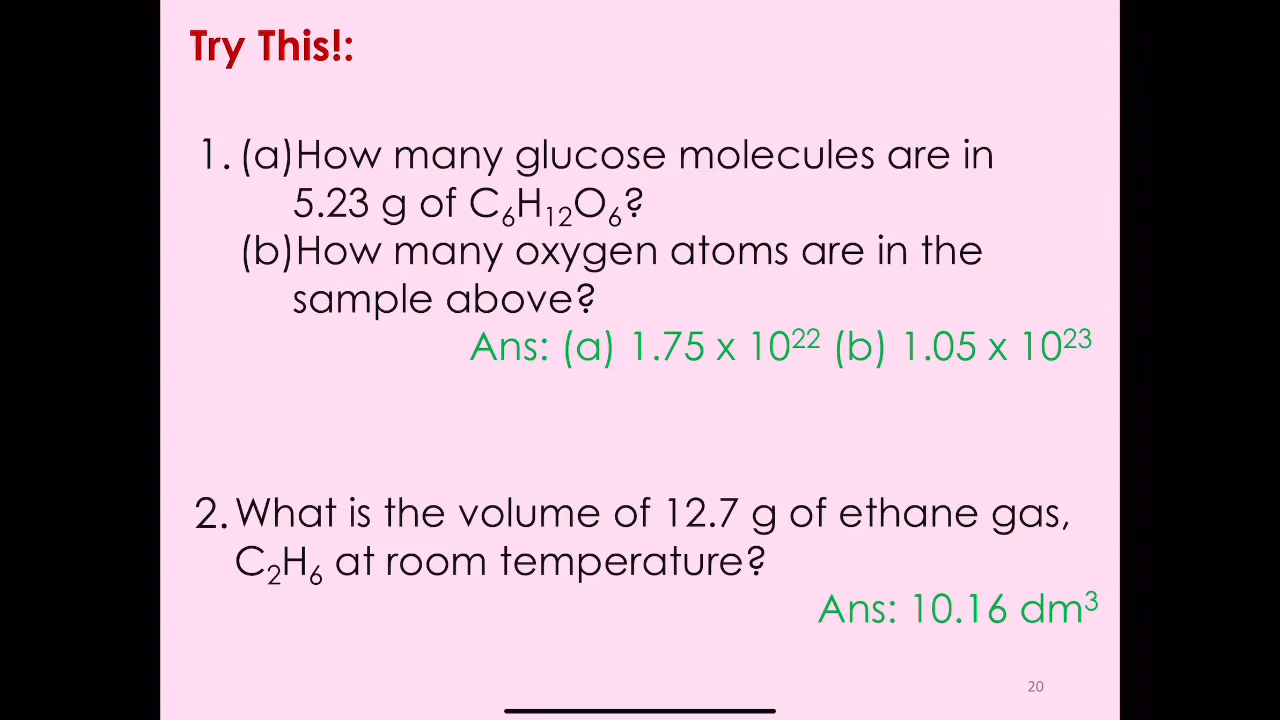 Try This!:
1. (a)How many glucose molecules are in
5.23 g of C₆H₁₂O₆?
(b)How many oxygen atoms are in the
sample above?
Ans: (a) 1.75 x 10²² (b) 1.05 x 10²³
2. What is the volume of 12.7 g of ethane gas,
C₂H₆ at room temperature?
Ans: 10.16 dm³
20